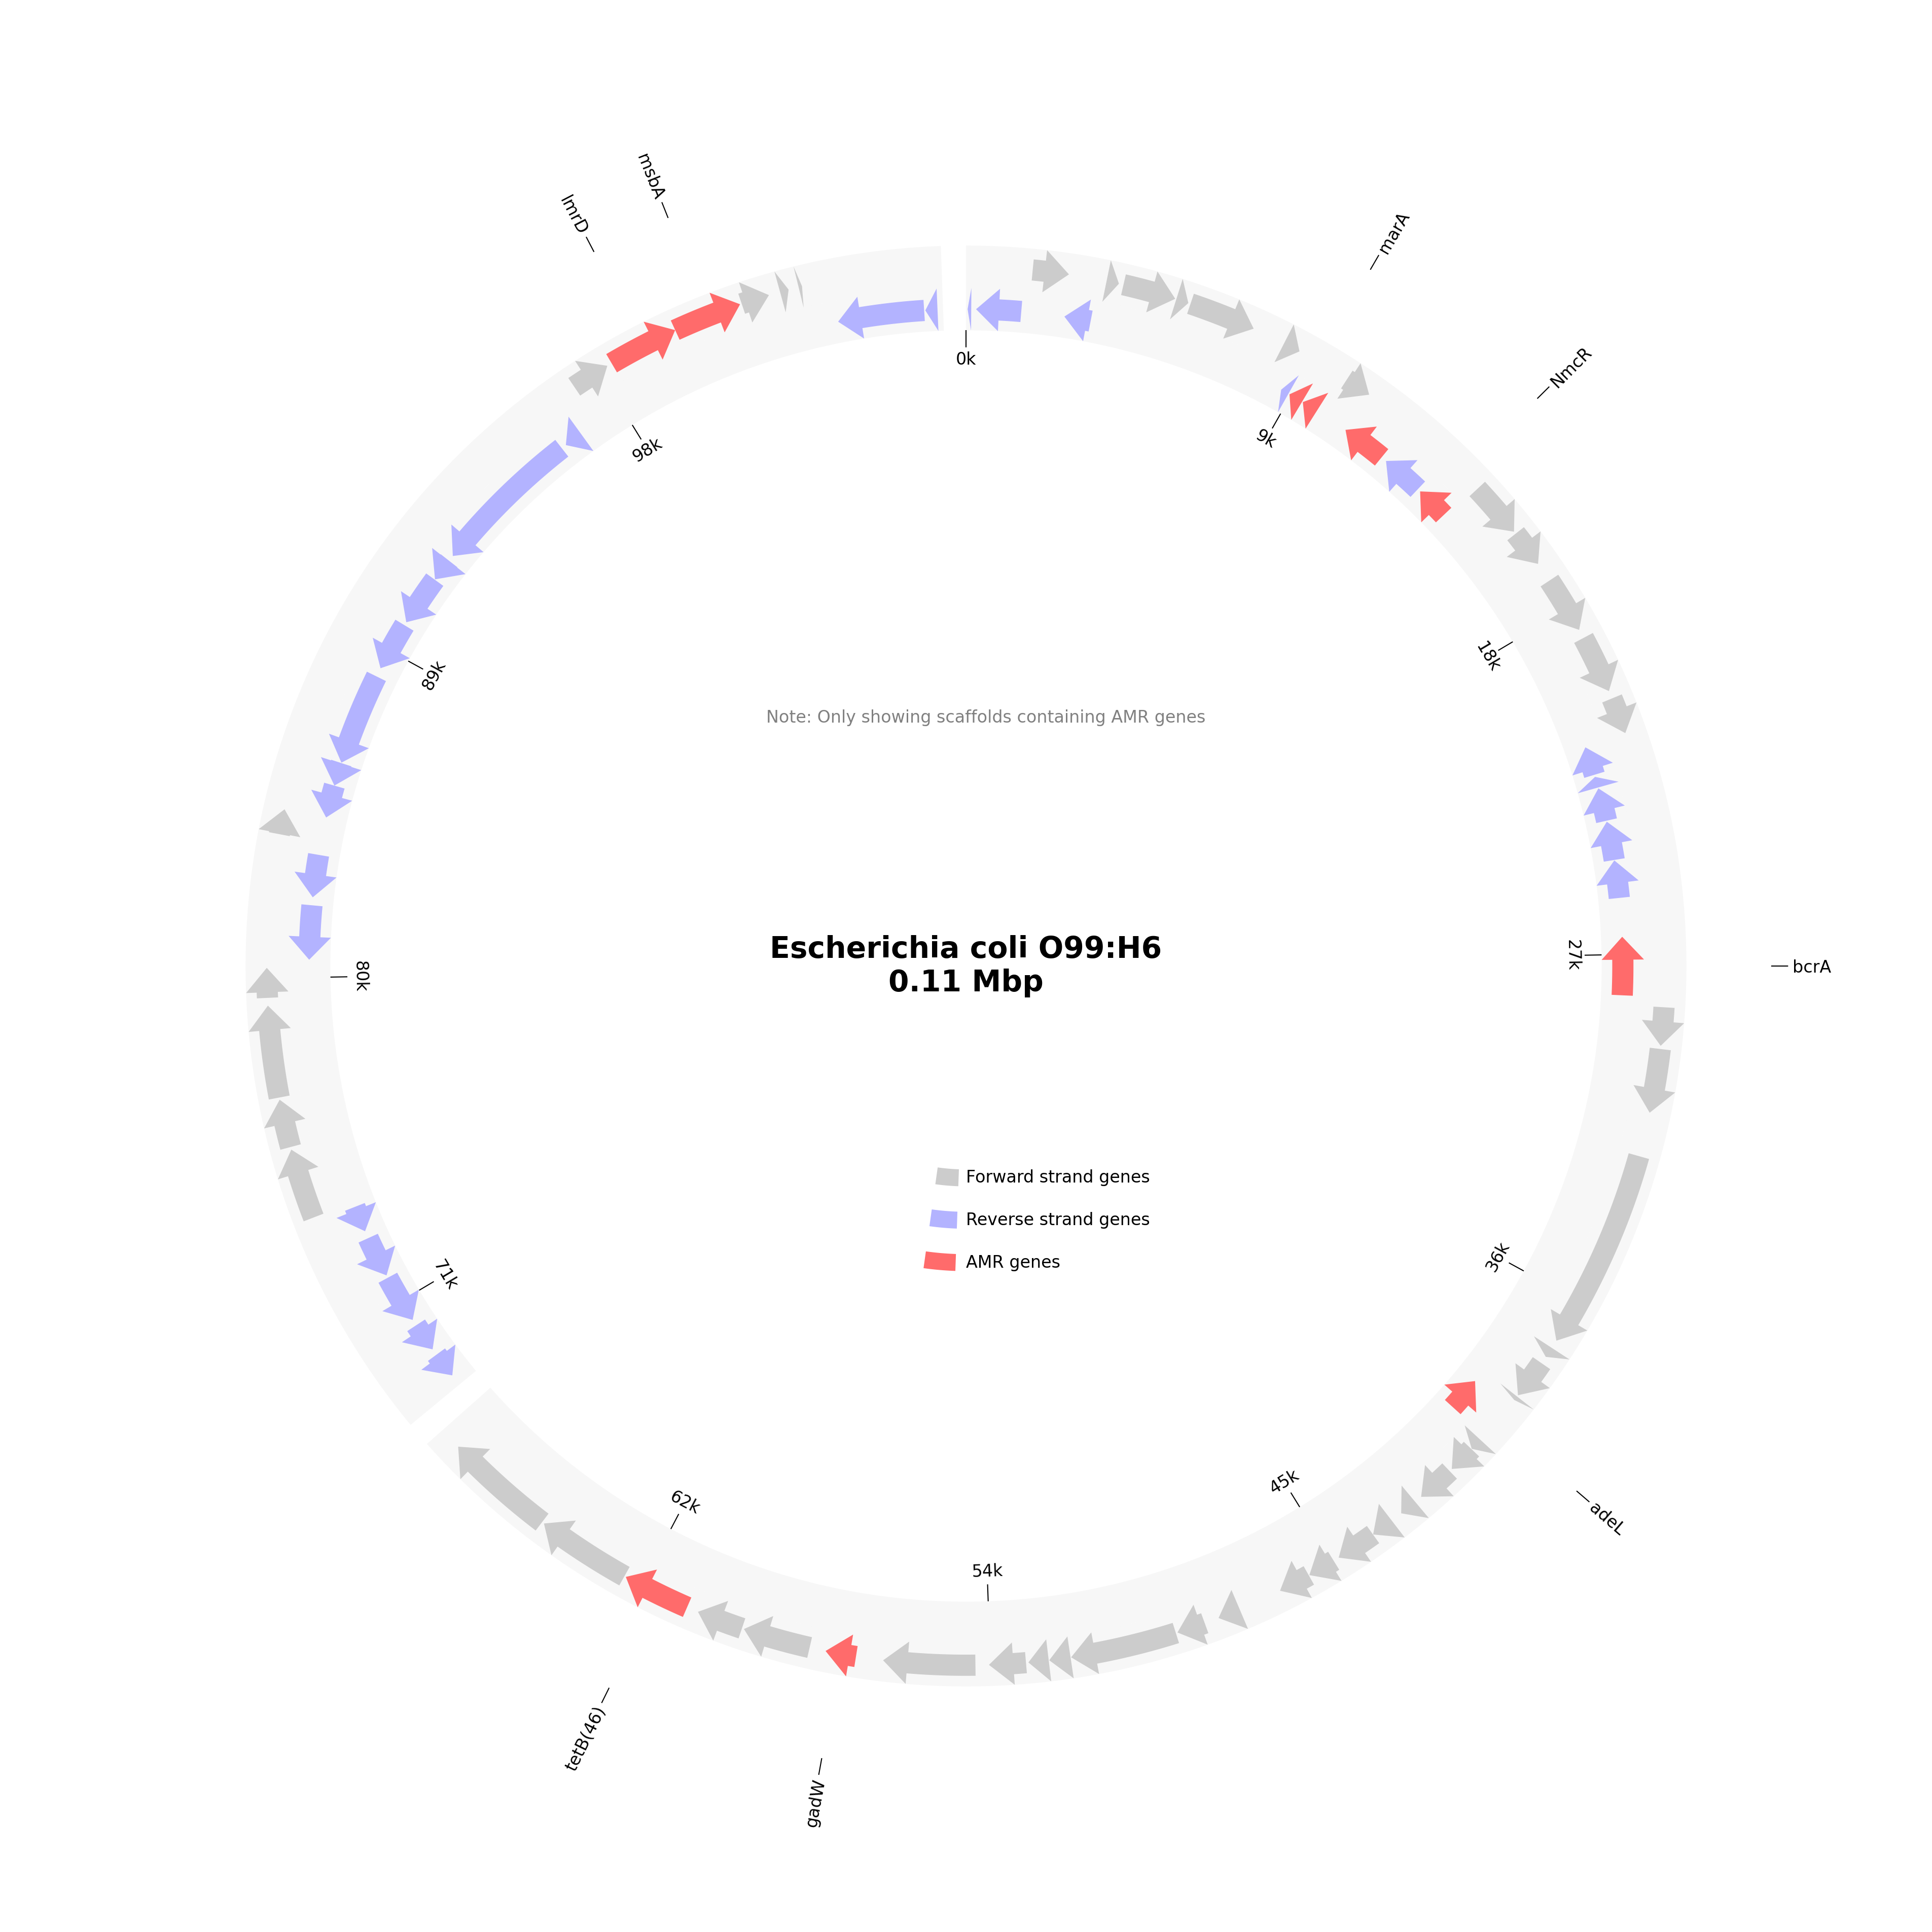 msbA
lmrD
marA
NmcR
0k
9k
98k
18k
89k
Note: Only showing scaffolds containing AMR genes
Escherichia coli O99:H6
0.11 Mbp
27k
bcrA
80k
Forward strand genes
Reverse strand genes
AMR genes
36k
71k
45k
62k
adeL
54k
tetB(46)
gadW